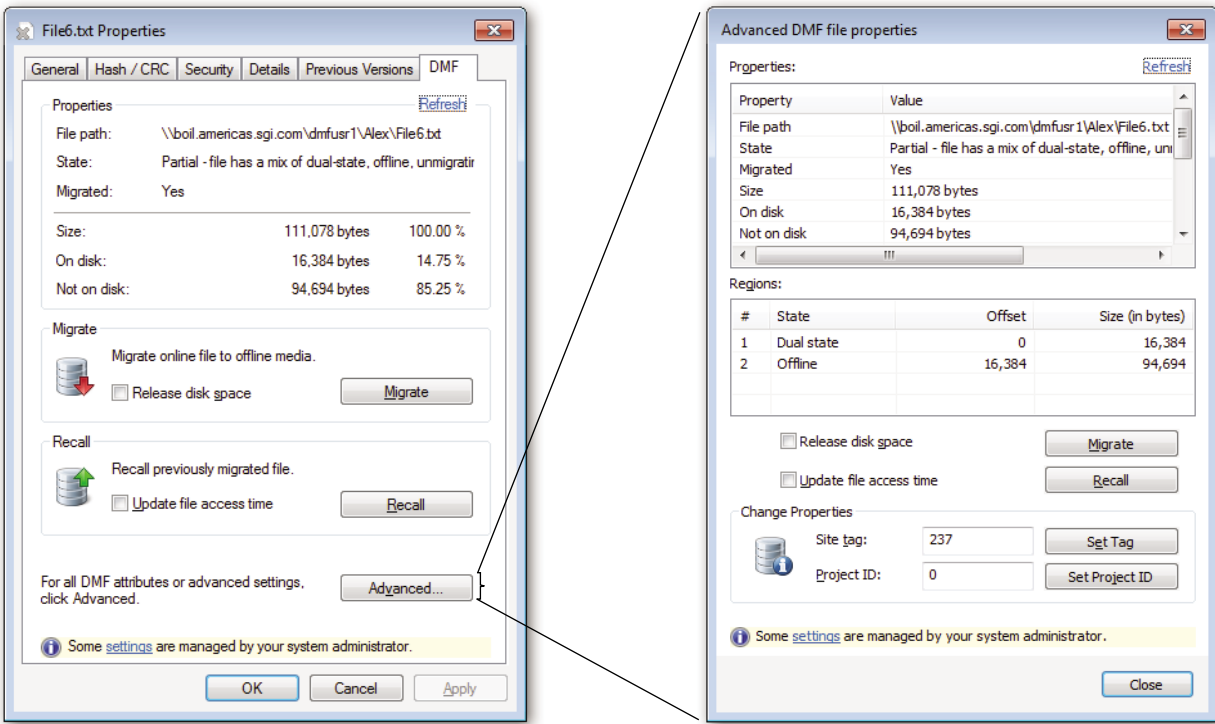 File6.txt Properties
General Hash / CRC Security Details Previous Versions DMF
Properties Refresh
File path: \\boil.americas.sgi.com\dmfusr1\Alex\File6.txt
State: Partial - file has a mix of dual-state, offline, unmigratin
Migrated: Yes
Size: 111,078 bytes 100.00 %
On disk: 16,384 bytes 14.75 %
Not on disk: 94,694 bytes 85.25 %
Migrate
Migrate online file to offline media.
Release disk space Migrate
Recall
Recall previously migrated file.
Update file access time Recall
For all DMF attributes or advanced settings,
click Advanced.
Advanced...
Some settings are managed by your system administrator.
OK Cancel Apply
Advanced DMF file properties
Properties: Refresh
Property Value
File path \\boil.americas.sgi.com\dmfusr1\Alex\File6.txt
State Partial - file has a mix of dual-state, offline, unm
Migrated Yes
Size 111,078 bytes
On disk 16,384 bytes
Not on disk 94,694 bytes
Regions:
# State Offset Size (in bytes)
1 Dual state 0 16,384
2 Offline 16,384 94,694
Release disk space Migrate
Update file access time Recall
Change Properties
Site tag: 237 Set Tag
Project ID: 0 Set Project ID
Some settings are managed by your system administrator.
Close